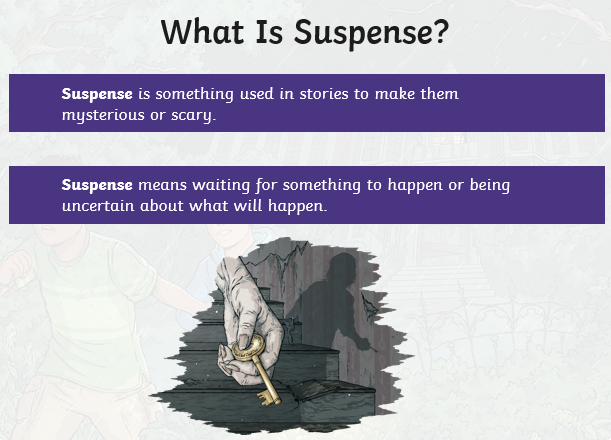 What Is Suspense?
Suspense is something used in stories to make them
mysterious or scary.
Suspense means waiting for something to happen or being
uncertain about what will happen.